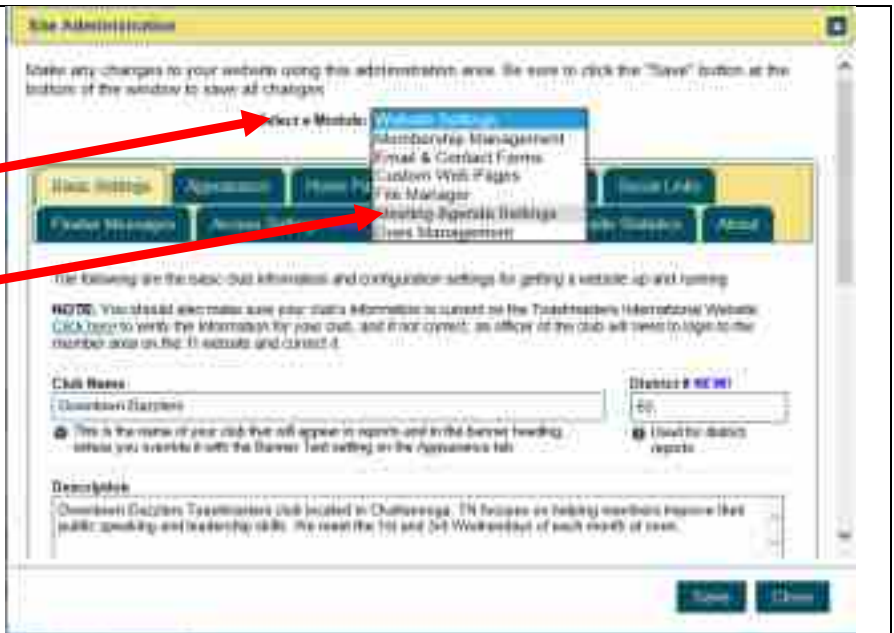 Site Administration
Make any changes to your website using this administration area. Be sure to click the "Save" button at the
bottom of the window to save all changes
Select a Module: Website Settings
Membership Management
Email & Contact Forms
Custom Web Pages
File Manager
Meeting Agenda Settings
Dues Management
Basic Settings Appearance Home Social Links
Finder Messages Access Statistics About
The following are the basic club information and configuration settings for getting a website up and running
NOTE: You should also make sure your club's information is current on the Toastmasters International Website.
Click here to verify the information for your club, and if not correct, an officer of the club will need to login to the
member area on the TI website and correct it.
Club Name District # NEW!
Downtown Dazzlers
This is the name of your club that will appear in reports and in the banner heading, Used for district
unless you override it with the Banner Text setting on the Appearance tab reports
Description
Downtown Dazzlers Toastmasters club located in Chattanooga, TN focuses on helping members improve their
public speaking and leadership skills. We meet the 1st and 3rd Wednesdays of each month at noon.
Save Close